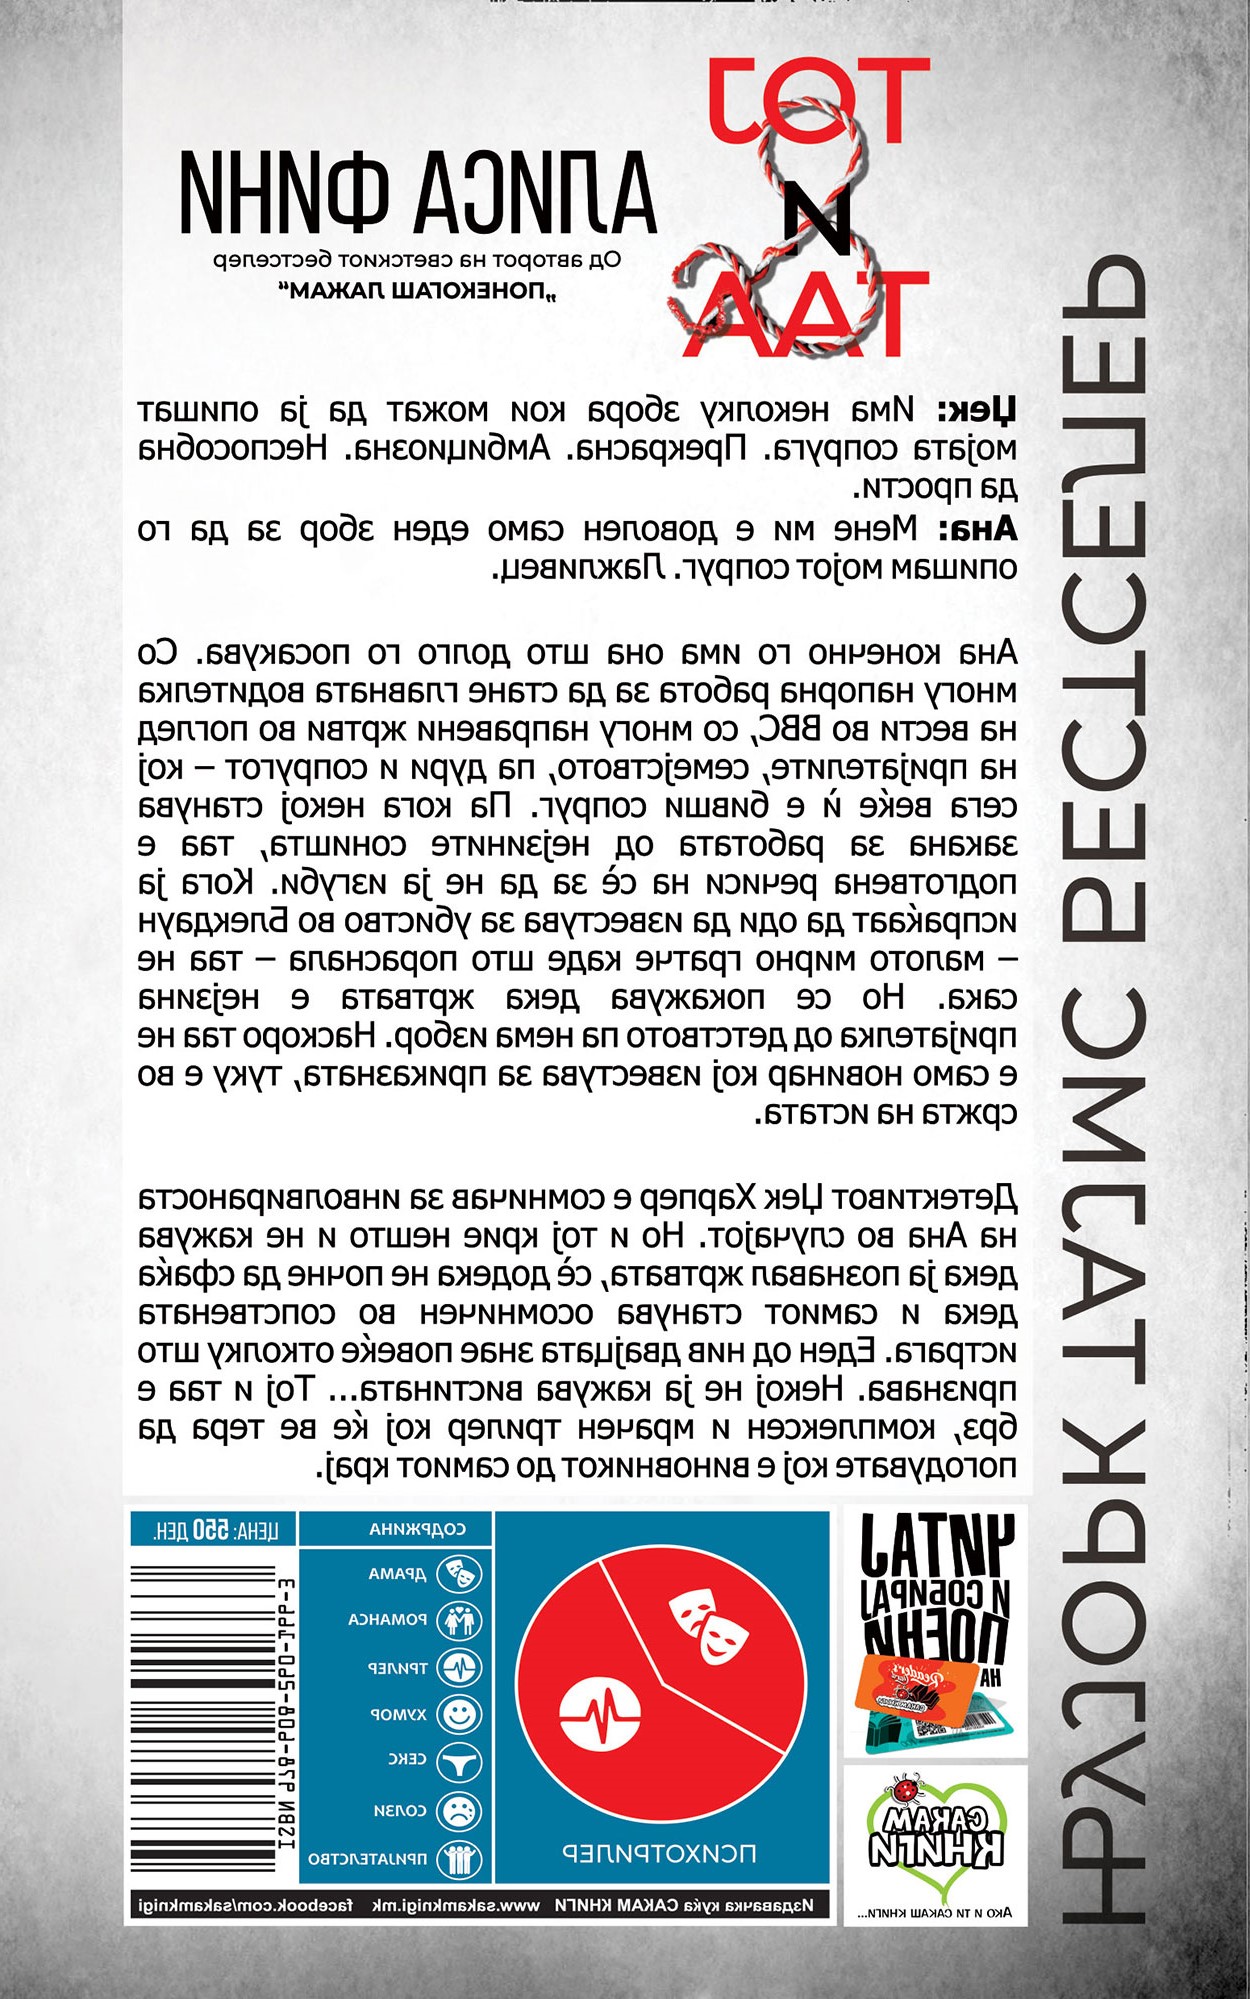 ТОЈ
И
ТАА
АЛИСА ФИНИ
Од авторот на светскиот бестселер
„ПОНЕКОГАШ ЛАЖАМ“
ЊУЈОРК ТАЈМС БЕСТСЕЛЕР
Џек: Има неколку збора кои можат да ја опишат
мојата сопруга. Прекрасна. Амбициозна. Неспособна
да прости.
Ана: Мене ми е доволен само еден збор за да го
опишам мојот сопруг. Лажливец.
Ана конечно го има она што долго го посакува. Со
многу напорна работа за да стане главната водителка
на вести во BBC, со многу направени жртви во поглед
на пријателите, семејството, па дури и сопругот – кој
сега веќе ѝ е бивши сопруг. Па кога некој станува
закана за работата од нејзините соништа, таа е
подготвена речиси на сѐ за да не ја изгуби. Кога ја
испраќаат да оди да известува за убиство во Блекдаун
– малото мирно гратче каде што пораснала – таа не
сака. Но се покажува дека жртвата е нејзина
пријателка од детството па нема избор. Наскоро таа не
е само новинар кој известува за приказната, туку е во
сржта на истата.
Детективот Џек Харпер е сомничав за инволвираноста
на Ана во случајот. Но и тој крие нешто и не кажува
дека ја познавал жртвата, сѐ додека не почне да сфаќа
дека и самиот станува осомничен во сопствената
истрага. Еден од нив двајцата знае повеќе отколку што
признава. Некој не ја кажува вистината... Тој и таа е
брз, комплексен и мрачен трилер кој ќе ве тера да
погодувате кој е виновникот до самиот крај.
ЧИТАЈ
И СОБИРАЈ
ПОЕНИ
НА
Reader's
САКАМ
КНИГИ
Ако и ти сакаш книги...
ПСИХОТРИЛЕР
СОДРЖИНА
ДРАМА
РОМАНСА
ТРИЛЕР
ХУМОР
СЕКС
СОЛЗИ
ПРИЈАТЕЛСТВО
ЦЕНА: 550 ДЕН.
ISBN
Издавачка куќа САКАМ КНИГИ www.sakamknigi.mk facebook.com/sakamknigi